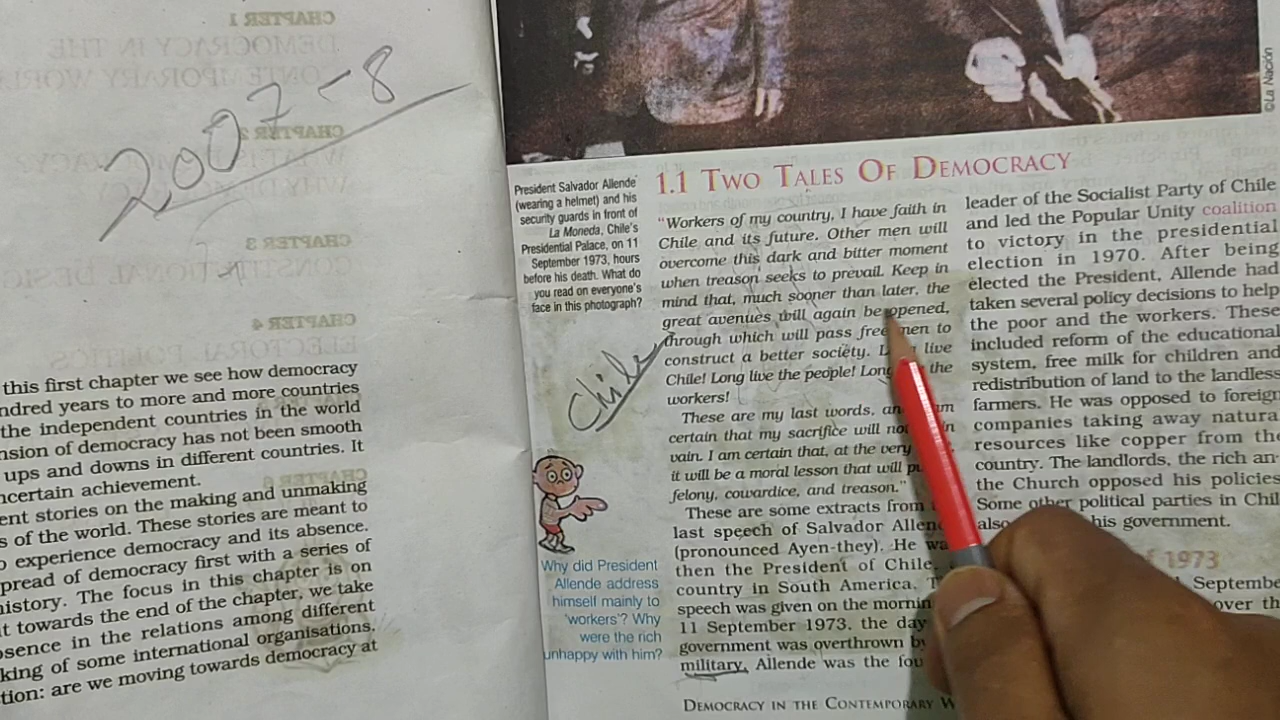 2007-8
this first chapter we see how democracy
ndred years to more and more countries
the independent countries in the world
nsion of democracy has not been smooth
ups and downs in different countries. It
ncertain achievement.
ent stories on the making and unmaking
s of the world. These stories are meant to
o experience democracy and its absence.
pread of democracy first with a series of
history. The focus in this chapter is on
t towards the end of the chapter, we take
osence in the relations among different
king of some international organisations.
tion: are we moving towards democracy at
©La Nación
President Salvador Allende
(wearing a helmet) and his
security guards in front of
La Moneda, Chile's
Presidential Palace, on 11
September 1973, hours
before his death. What do
you read on everyone's
face in this photograph?
Chile
Why did President
Allende address
himself mainly to
'workers'? Why
were the rich
unhappy with him?
1.1 TWO TALES OF DEMOCRACY
"Workers of my country, I have faith in
Chile and its future. Other men will
overcome this dark and bitter moment
when treason seeks to prevail. Keep in
mind that, much sooner than later, the
great avenues will again be opened,
through which will pass free men to
construct a better society. L live
Chile! Long live the people! Long the
workers!
These are my last words, an am
certain that my sacrifice will no in
vain. I am certain that, at the very
it will be a moral lesson that will pu
felony, cowardice, and treason."
These are some extracts from
last speech of Salvador Allen
(pronounced Ayen-they). He wa
then the President of Chile,
country in South America. T
speech was given on the mornin
11 September 1973, the day
government was overthrown by
military. Allende was the fou
leader of the Socialist Party of Chile
and led the Popular Unity coalition
to victory in the presidential
election in 1970. After being
elected the President, Allende had
taken several policy decisions to help
the poor and the workers. These
included reform of the educational
system, free milk for children and
redistribution of land to the landless
farmers. He was opposed to foreign
companies taking away natura
resources like copper from the
country. The landlords, the rich an
the Church opposed his policies
Some other political parties in Chil
also his government.
of 1973
Septembe
over th
DEMOCRACY IN THE CONTEMPORARY W